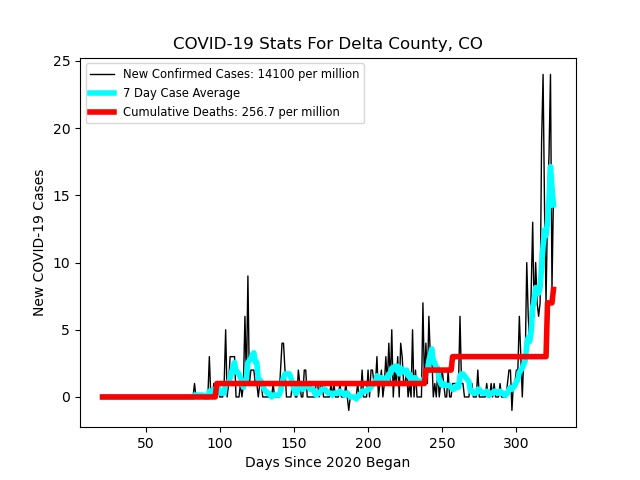 COVID-19 Stats For Delta County, CO
New Confirmed Cases: 14100 per million
7 Day Case Average
Cumulative Deaths: 256.7 per million
25
20
15
10
5
0
New COVID-19 Cases
50 100 150 200 250 300
Days Since 2020 Began